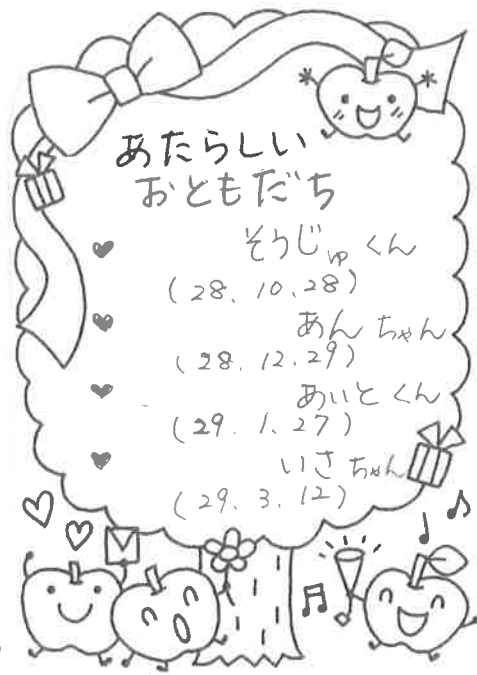 あたらしい
おともだち
♥ そうじゅくん
(28.10.28)
♥ あんちゃん
(28.12.29)
♥ あいとくん
(29.1.27)
♥ いさちゃん
(29.3.12)